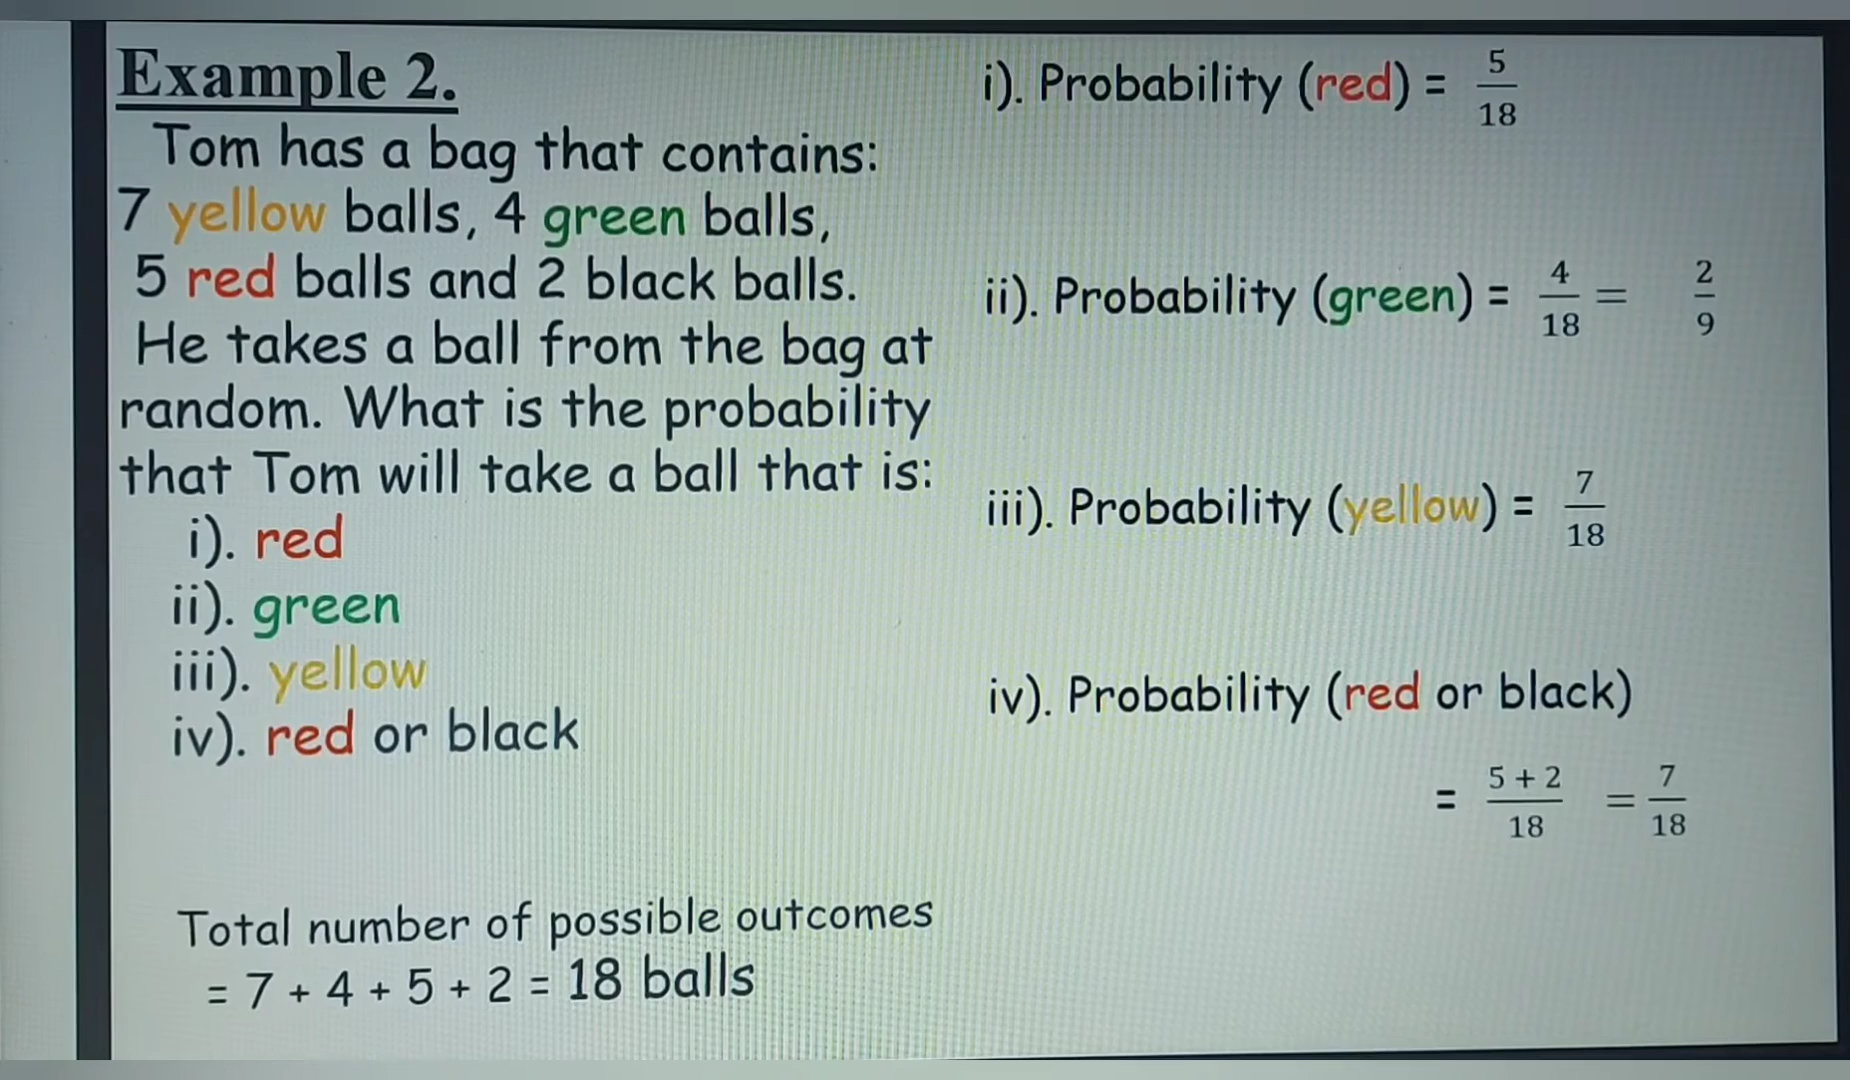 Example 2.
Tom has a bag that contains:
7 yellow balls, 4 green balls,
5 red balls and 2 black balls.
He takes a ball from the bag at
random. What is the probability
that Tom will take a ball that is:
i). red
ii). green
iii). yellow
iv). red or black
Total number of possible outcomes
= 7 + 4 + 5 + 2 = 18 balls
i). Probability (red) = 5/18
ii). Probability (green) = 4/18 = 2/9
iii). Probability (yellow) = 7/18
iv). Probability (red or black)
= 5 + 2/18 = 7/18